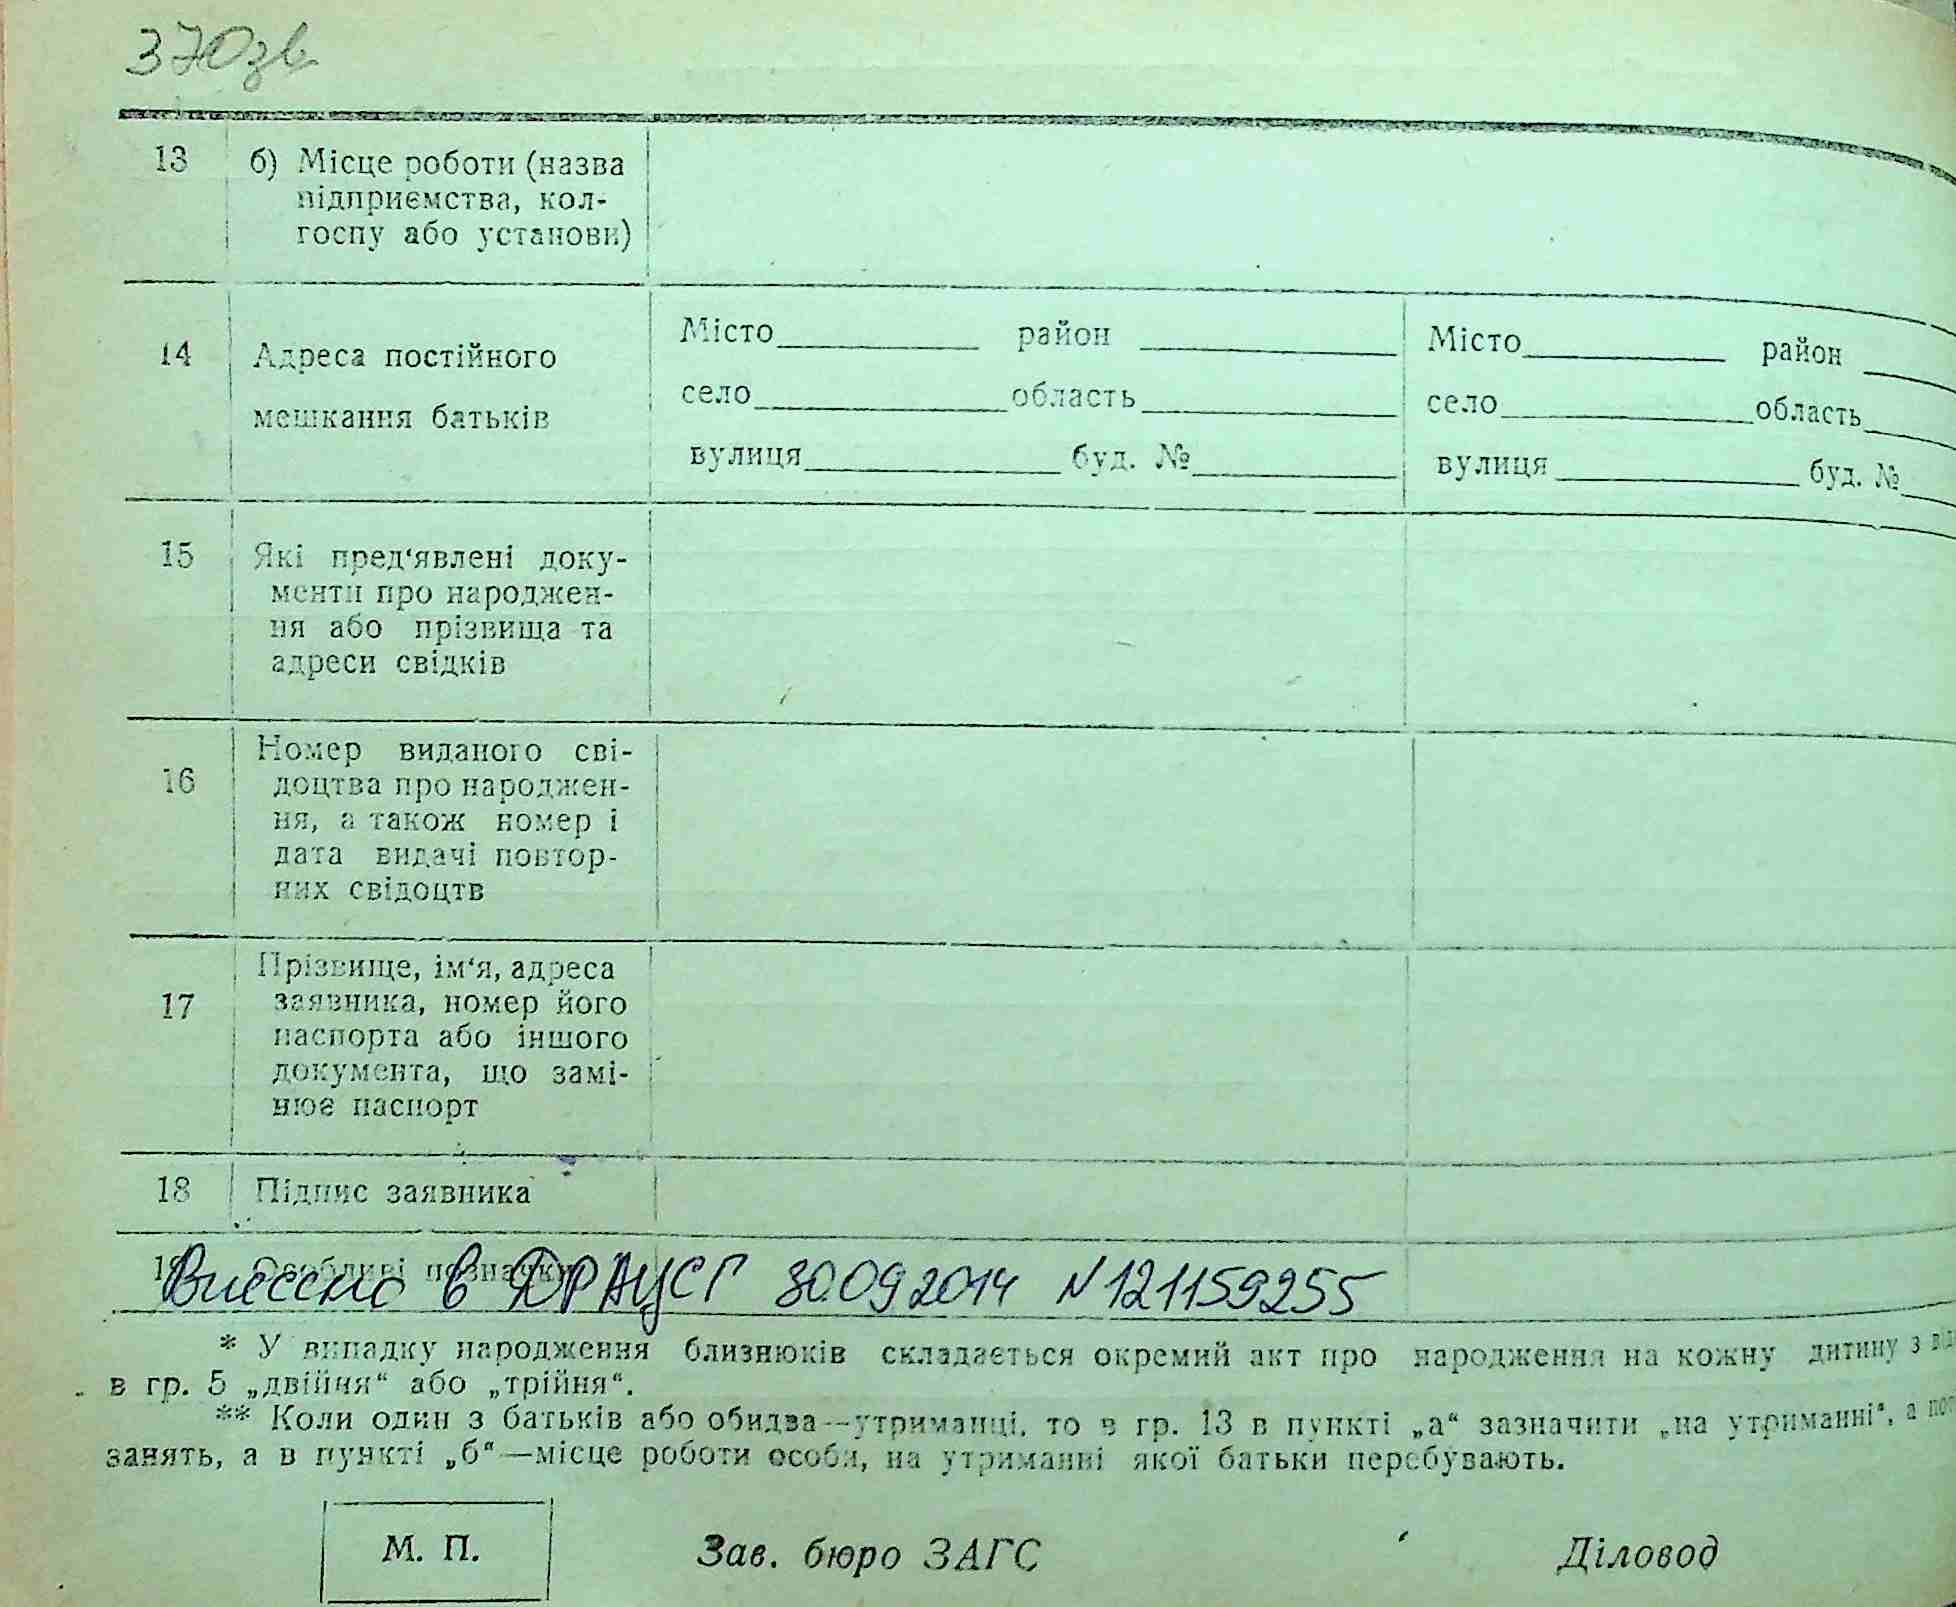 370зв
13 б) Місце роботи (назва
підприємства, кол-
госпу або установи)
14 Адреса постійного
мешкання батьків
Місто район
село область
вулиця буд. №
Місто район
село область
вулиця буд. №
15 Які пред‘явлені доку-
менти про народжен-
ня або прізвища та
адреси свідків
16 Номер виданого сві-
доцтва про народжен-
ня, а також номер і
дата видачі повтор-
них свідоцтв
17 Прізвище, ім‘я, адреса
заявника, номер його
паспорта або іншого
документа, що замі-
нює паспорт
18 Підпис заявника
19 Особливі позначки
Внесено в ДРАЦСГ 30.09.2014 N121159255
* У випадку народження близнюків складається окремий акт про народження на кожну дитину з
в гр. 5 „двійня“ або „трійня“.
** Коли один з батьків або обидва—утриманці, то в гр. 13 в пункті „а“ зазначити „на утриманні“, а
занять, а в пункті „б“—місце роботи особи, на утриманні якої батьки перебувають.
М. П. Зав. бюро ЗАГС Діловод